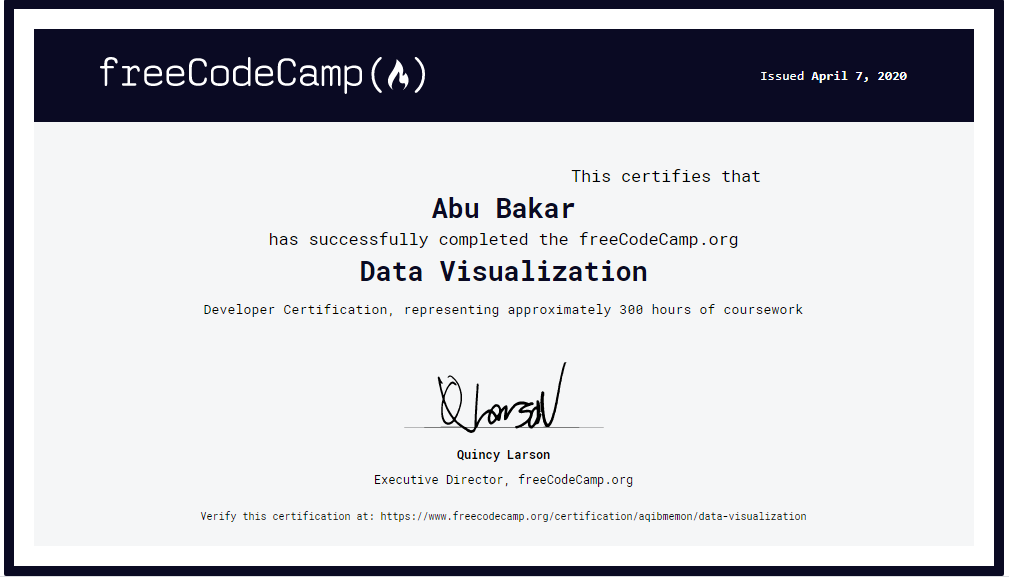 freeCodeCamp
Issued April 7, 2020
This certifies that
Abu Bakar
has successfully completed the freeCodeCamp.org
Data Visualization
Developer Certification, representing approximately 300 hours of coursework
Q Larson
Quincy Larson
Executive Director, freeCodeCamp.org
Verify this certification at: https://www.freecodecamp.org/certification/aqibmemon/data-visualization